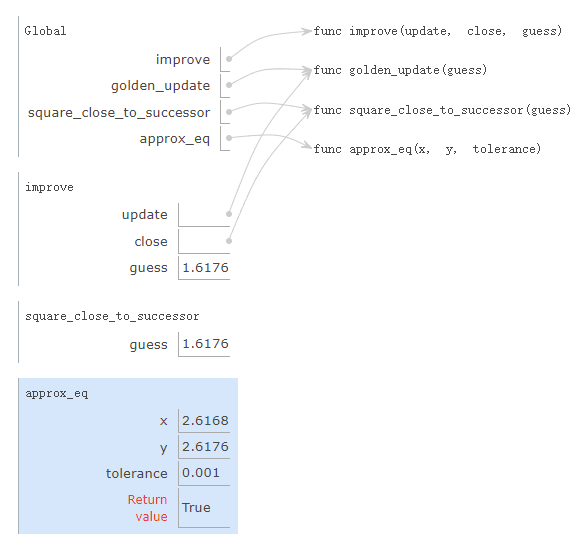 Global
improve
golden_update
square_close_to_successor
approx_eq
func improve(update, close, guess)
func golden_update(guess)
func square_close_to_successor(guess)
func approx_eq(x, y, tolerance)
improve
update
close
guess 1.6176
square_close_to_successor
guess 1.6176
approx_eq
x 2.6168
y 2.6176
tolerance 0.001
Return
value True